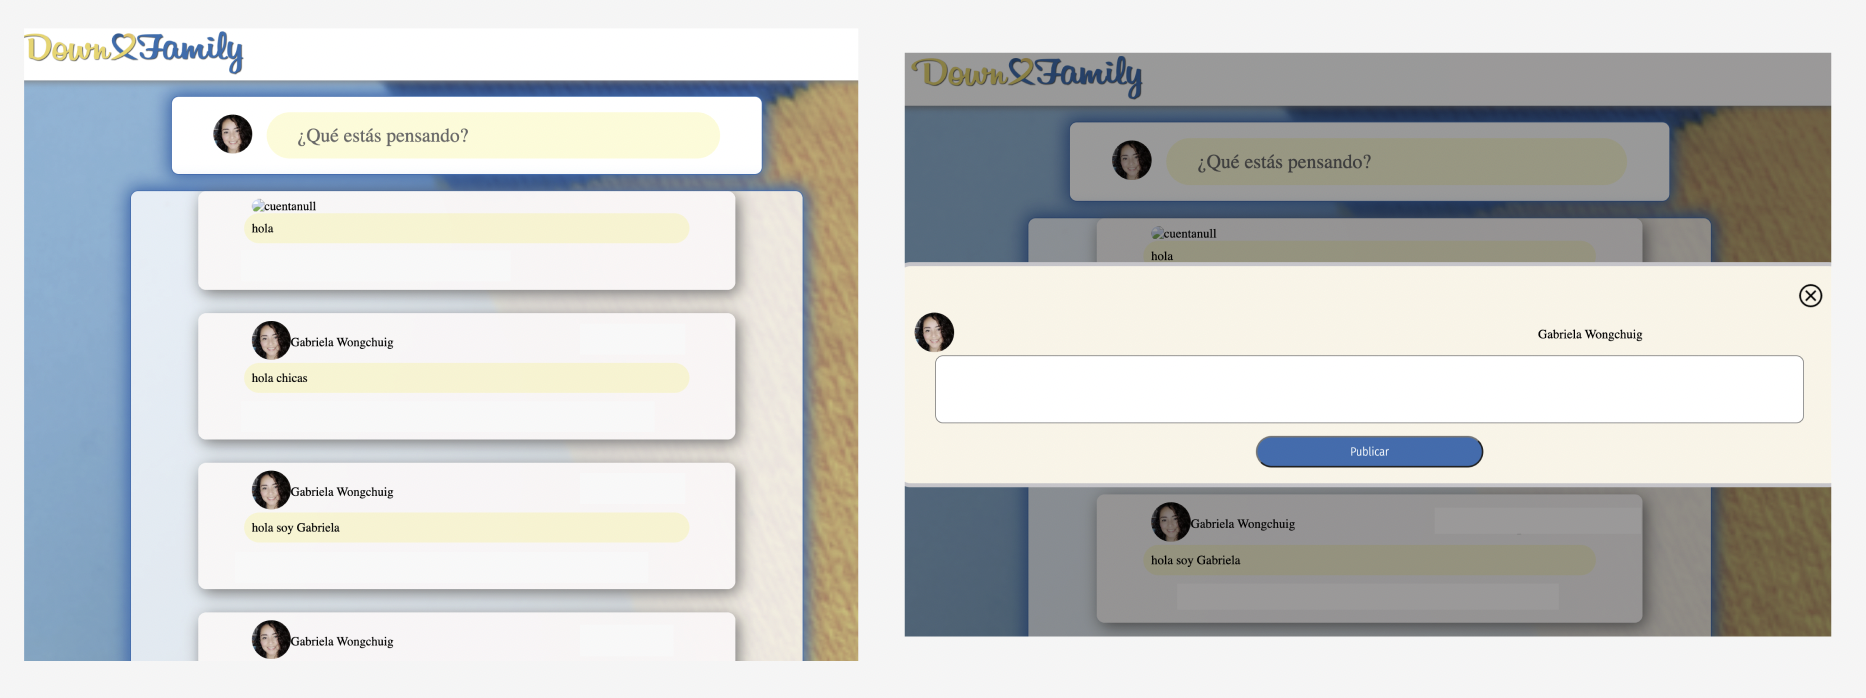 Down Family
¿Qué estás pensando?
cuentanull
hola
Gabriela Wongchuig
hola chicas
Gabriela Wongchuig
hola soy Gabriela
Gabriela Wongchuig
Down Family
¿Qué estás pensando?
cuentanull
hola
Gabriela Wongchuig
Publicar
Gabriela Wongchuig
hola soy Gabriela